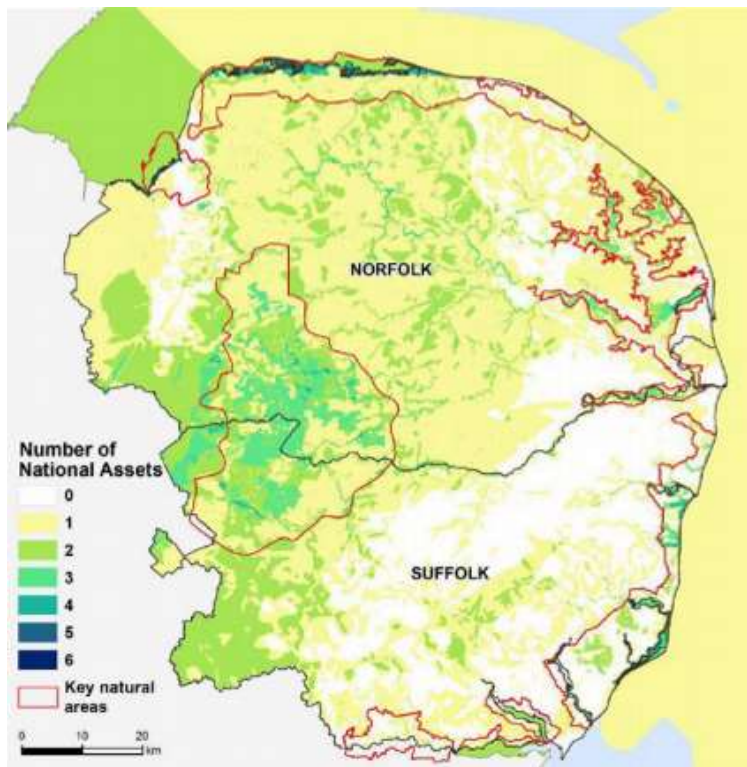 NORFOLK
SUFFOLK
Number of
National Assets
0
1
2
3
4
5
6
Key natural
areas
0 10 20
km